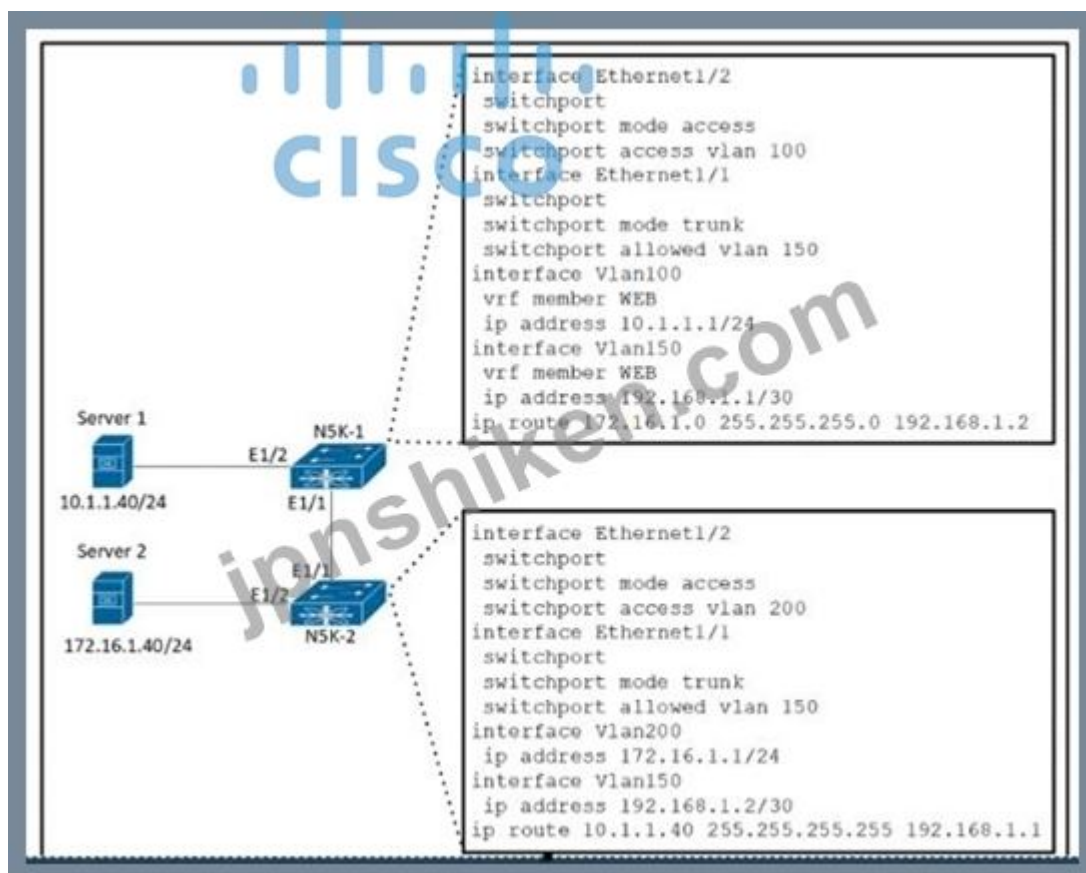 CISCO
interface Ethernet1/2
switchport
switchport mode access
switchport access vlan 100
interface Ethernet1/1
switchport
switchport mode trunk
switchport allowed vlan 150
interface Vlan100
vrf member WEB
ip address 10.1.1.1/24
interface Vlan150
vrf member WEB
ip address 192.168.1.1/30
ip route 172.16.1.0 255.255.255.0 192.168.1.2
Server 1
N5K-1
E1/2
10.1.1.40/24
E1/1
Server 2
E1/1
E1/2
N5K-2
172.16.1.40/24
interface Ethernet1/2
switchport
switchport mode access
switchport access vlan 200
interface Ethernet1/1
switchport
switchport mode trunk
switchport allowed vlan 150
interface Vlan200
ip address 172.16.1.1/24
interface Vlan150
ip address 192.168.1.2/30
ip route 10.1.1.40 255.255.255.255 192.168.1.1
jpnshiken.com